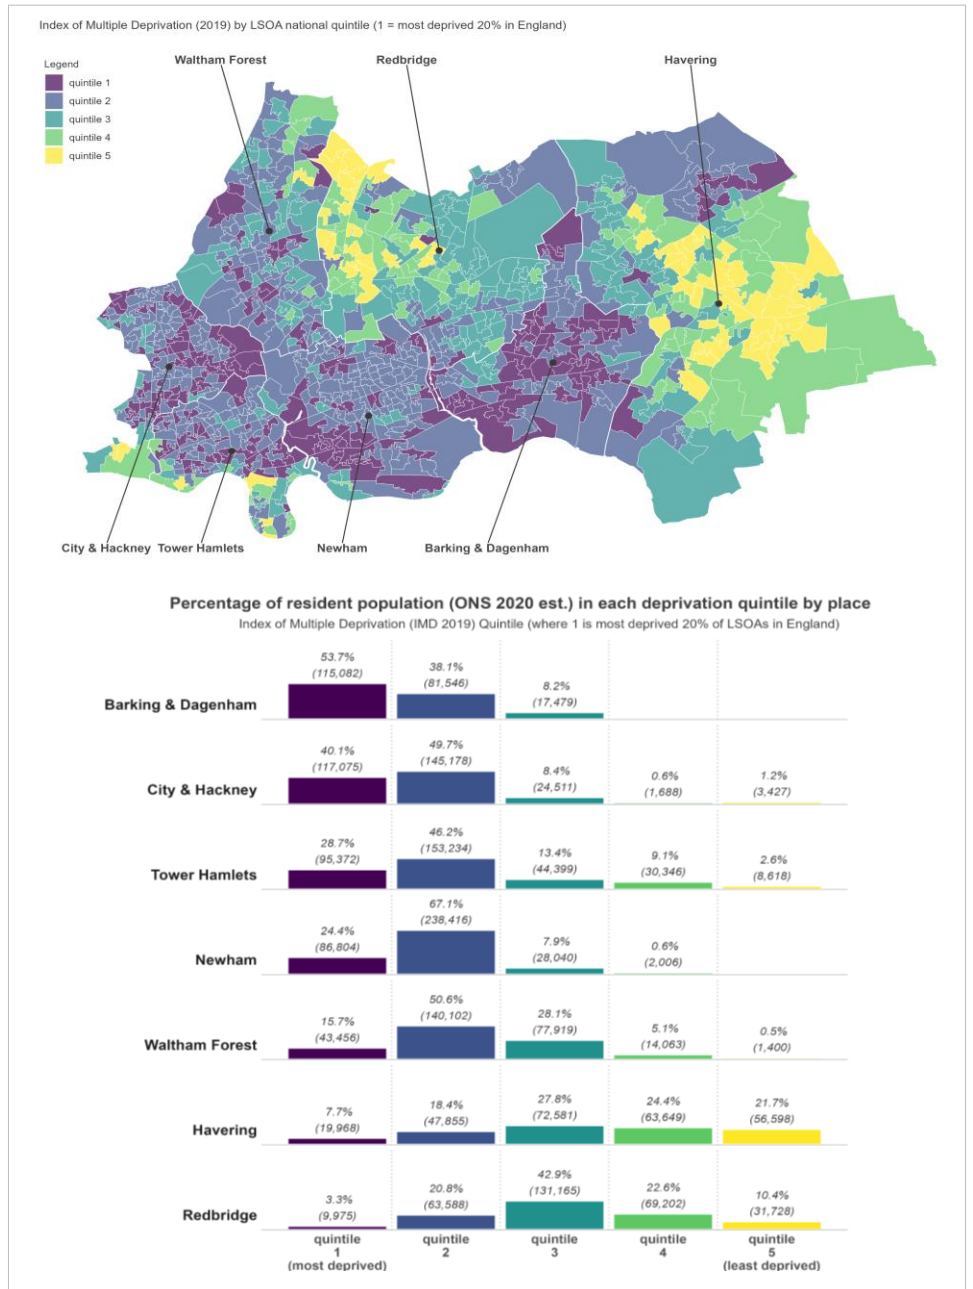 Index of Multiple Deprivation (2019) by LSOA national quintile (1 = most deprived 20% in England)
Legend
quintile 1
quintile 2
quintile 3
quintile 4
quintile 5
Waltham Forest
Redbridge
Havering
City & Hackney
Tower Hamlets
Newham
Barking & Dagenham
Percentage of resident population (ONS 2020 est.) in each deprivation quintile by place
Index of Multiple Deprivation (IMD 2019) Quintile (where 1 is most deprived 20% of LSOAs in England)
Barking & Dagenham
53.7%
(115,082)
38.1%
(81,546)
8.2%
(17,479)
City & Hackney
40.1%
(117,075)
49.7%
(145,178)
8.4%
(24,511)
0.6%
(1,688)
1.2%
(3,427)
Tower Hamlets
28.7%
(95,372)
46.2%
(153,234)
13.4%
(44,399)
9.1%
(30,346)
2.6%
(8,618)
Newham
24.4%
(86,804)
67.1%
(238,416)
7.9%
(28,040)
0.6%
(2,006)
Waltham Forest
15.7%
(43,456)
50.6%
(140,102)
28.1%
(77,919)
5.1%
(14,063)
0.5%
(1,400)
Havering
7.7%
(19,968)
18.4%
(47,855)
27.8%
(72,581)
24.4%
(63,649)
21.7%
(56,598)
Redbridge
3.3%
(9,975)
20.8%
(63,588)
42.9%
(131,165)
22.6%
(69,202)
10.4%
(31,728)
quintile
1
(most deprived)
quintile
2
quintile
3
quintile
4
quintile
5
(least deprived)